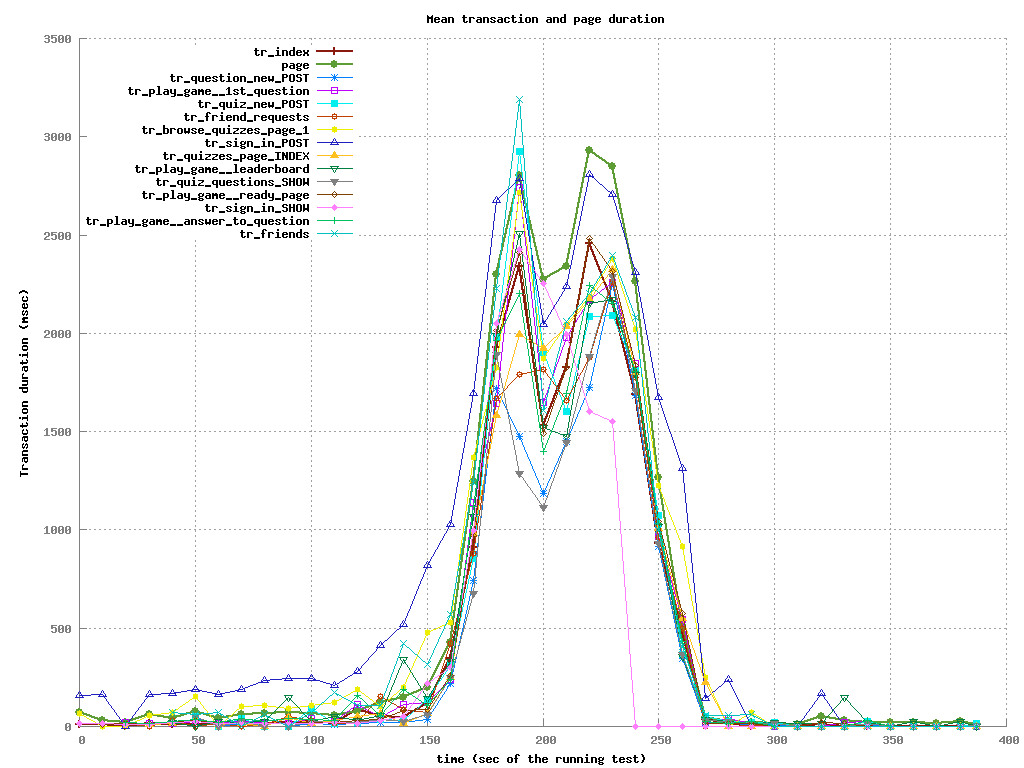 Mean transaction and page duration
3500
3000
2500
2000
1500
1000
500
0
Transaction duration (msec)
tr_index
page
tr_question_new_POST
tr_play_game__1st_question
tr_quiz_new_POST
tr_friend_requests
tr_browse_quizzes_page_1
tr_sign_in_POST
tr_quizzes_page_INDEX
tr_play_game__leaderboard
tr_quiz_questions_SHOW
tr_play_game__ready_page
tr_sign_in_SHOW
tr_play_game__answer_to_question
tr_friends
0 50 100 150 200 250 300 350 400
time (sec of the running test)